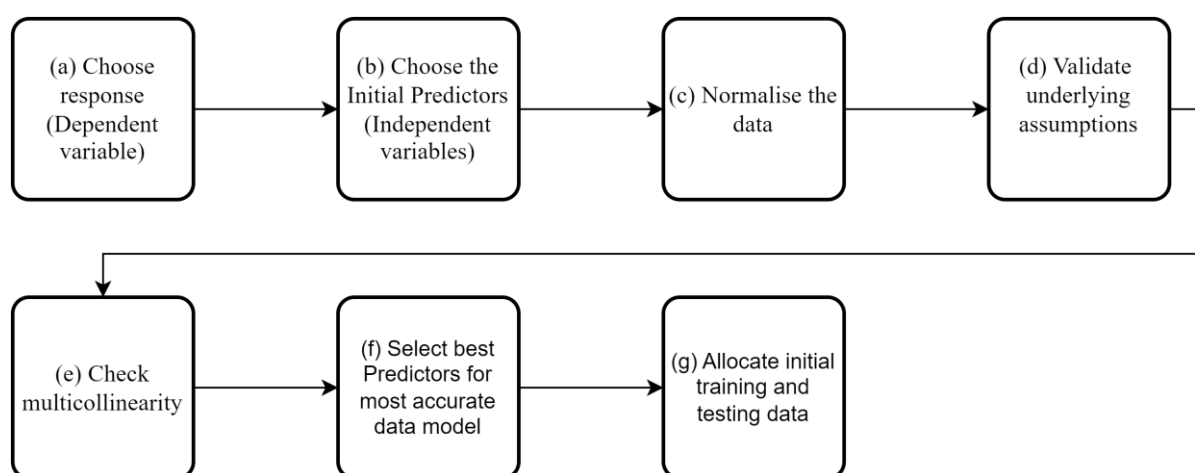 (a) Choose
response
(Dependent
variable)
(b) Choose the
Initial Predictors
(Independent
variables)
(c) Normalise the
data
(d) Validate
underlying
assumptions
(e) Check
multicollinearity
(f) Select best
Predictors for
most accurate
data model
(g) Allocate initial
training and
testing data